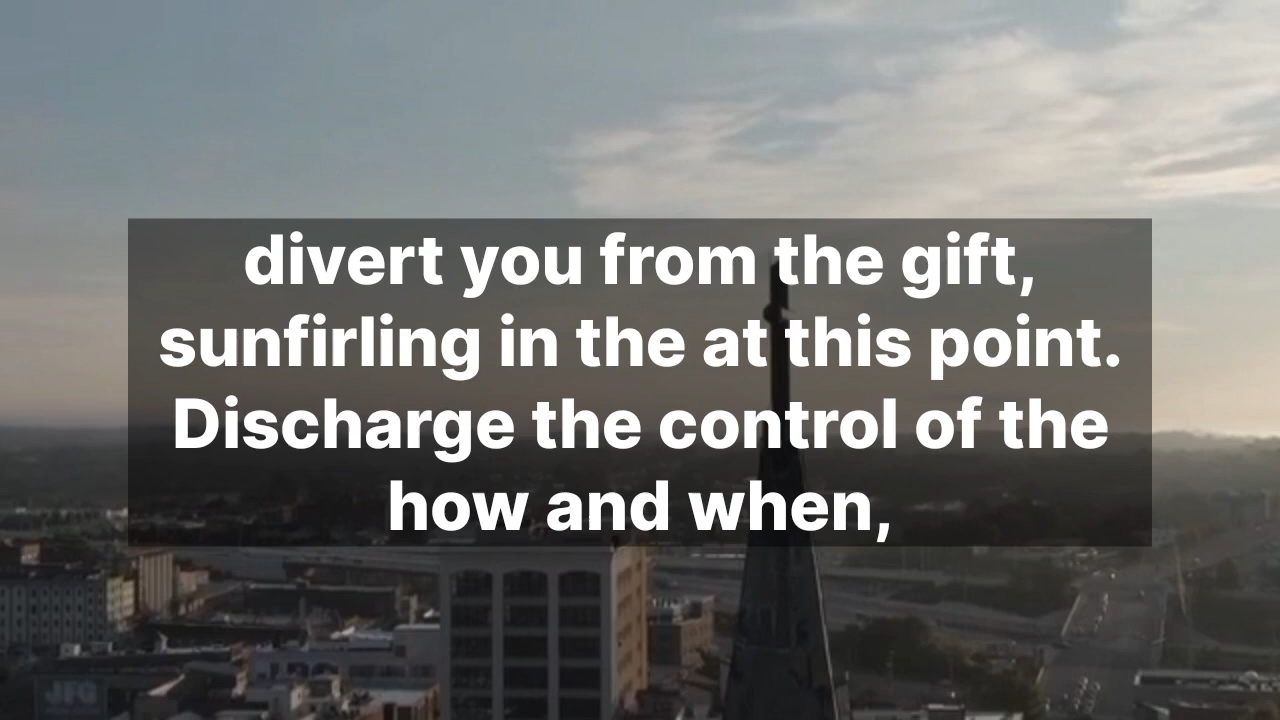 divert you from the gift,
sunfirling in the at this point.
Discharge the control of the
how and when,
JFG